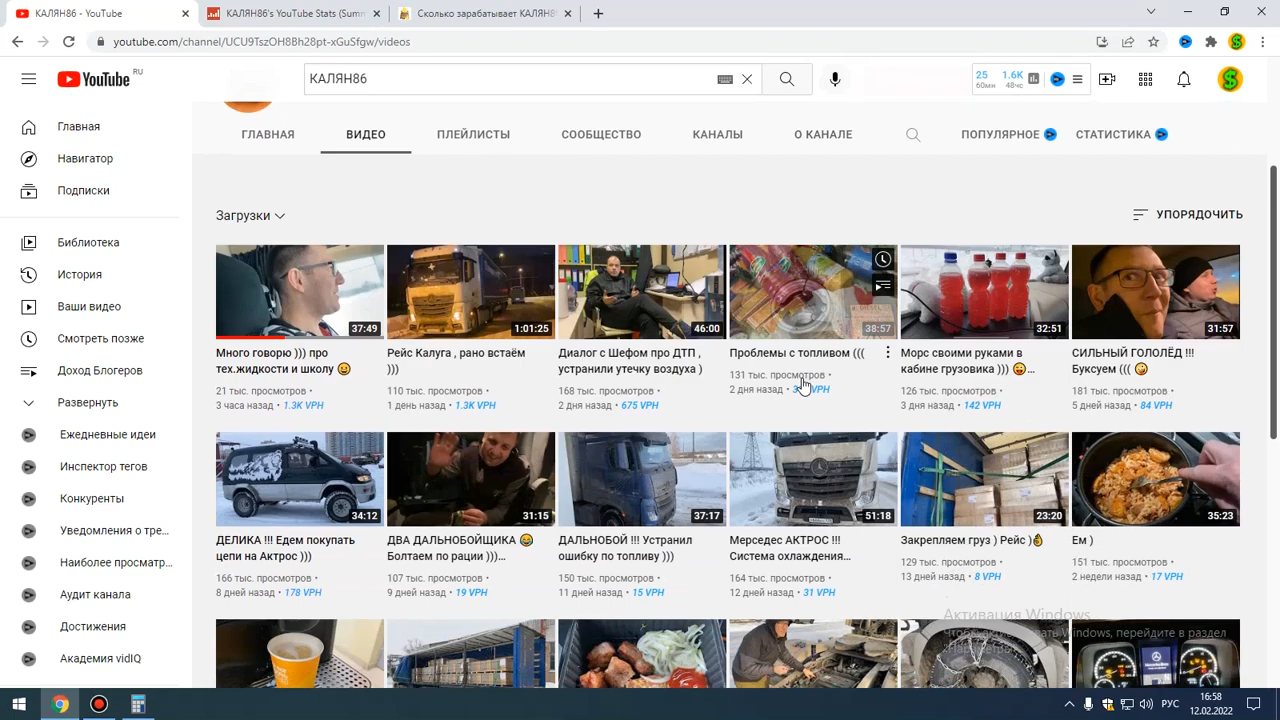 КАЛЯН86 - YouTube
КАЛЯН86's YouTube Stats (Summ
Сколько зарабатывает КАЛЯН86
youtube.com/channel/UCU9TszOH8Bh28pt-xGuSfgw/videos
YouTube RU
КАЛЯН86
25 1.6K
60мн 48чс
ГЛАВНАЯ ВИДЕО ПЛЕЙЛИСТЫ СООБЩЕСТВО КАНАЛЫ О КАНАЛЕ ПОПУЛЯРНОЕ СТАТИСТИКА
Главная
Навигатор
Подписки
Библиотека
История
Ваши видео
Смотреть позже
Доход Блогеров
Развернуть
Ежедневные идеи
Инспектор тегов
Конкуренты
Уведомления о тре...
Наиболее просматр...
Аудит канала
Достижения
Академия vidIQ
Загрузки
УПОРЯДОЧИТЬ
37:49
Много говорю ))) про
тех.жидкости и школу 😀
21 тыс. просмотров •
3 часа назад • 1.3K VPH
1:01:25
Рейс Калуга , рано встаём
)))
110 тыс. просмотров •
1 день назад • 1.3K VPH
46:00
Диалог с Шефом про ДТП ,
устранили утечку воздуха )
168 тыс. просмотров •
2 дня назад • 675 VPH
38:57
Проблемы с топливом (((
131 тыс. просмотров •
2 дня назад • VPH
32:51
Морс своими руками в
кабине грузовика ))) 😜...
126 тыс. просмотров •
3 дня назад • 142 VPH
31:57
СИЛЬНЫЙ ГОЛОЛЁД !!!
Буксуем ((( 🤪
181 тыс. просмотров •
5 дней назад • 84 VPH
34:12
ДЕЛИКА !!! Едем покупать
цепи на Актрос )))
166 тыс. просмотров •
8 дней назад • 178 VPH
31:15
ДВА ДАЛЬНОБОЙЩИКА 😂
Болтаем по рации )))...
107 тыс. просмотров •
9 дней назад • 19 VPH
37:17
ДАЛЬНОБОЙ !!! Устранил
ошибку по топливу )))
150 тыс. просмотров •
11 дней назад • 15 VPH
51:18
Мерседес АКТРОС !!!
Система охлаждения...
164 тыс. просмотров •
12 дней назад • 31 VPH
23:20
Закрепляем груз ) Рейс )👌
129 тыс. просмотров •
13 дней назад • 8 VPH
35:23
Ем )
151 тыс. просмотров •
2 недели назад • 17 VPH
Активация Windows
Чтобы активировать Windows, перейдите в раздел
"Параметры".
РУС
16:58
12.02.2022